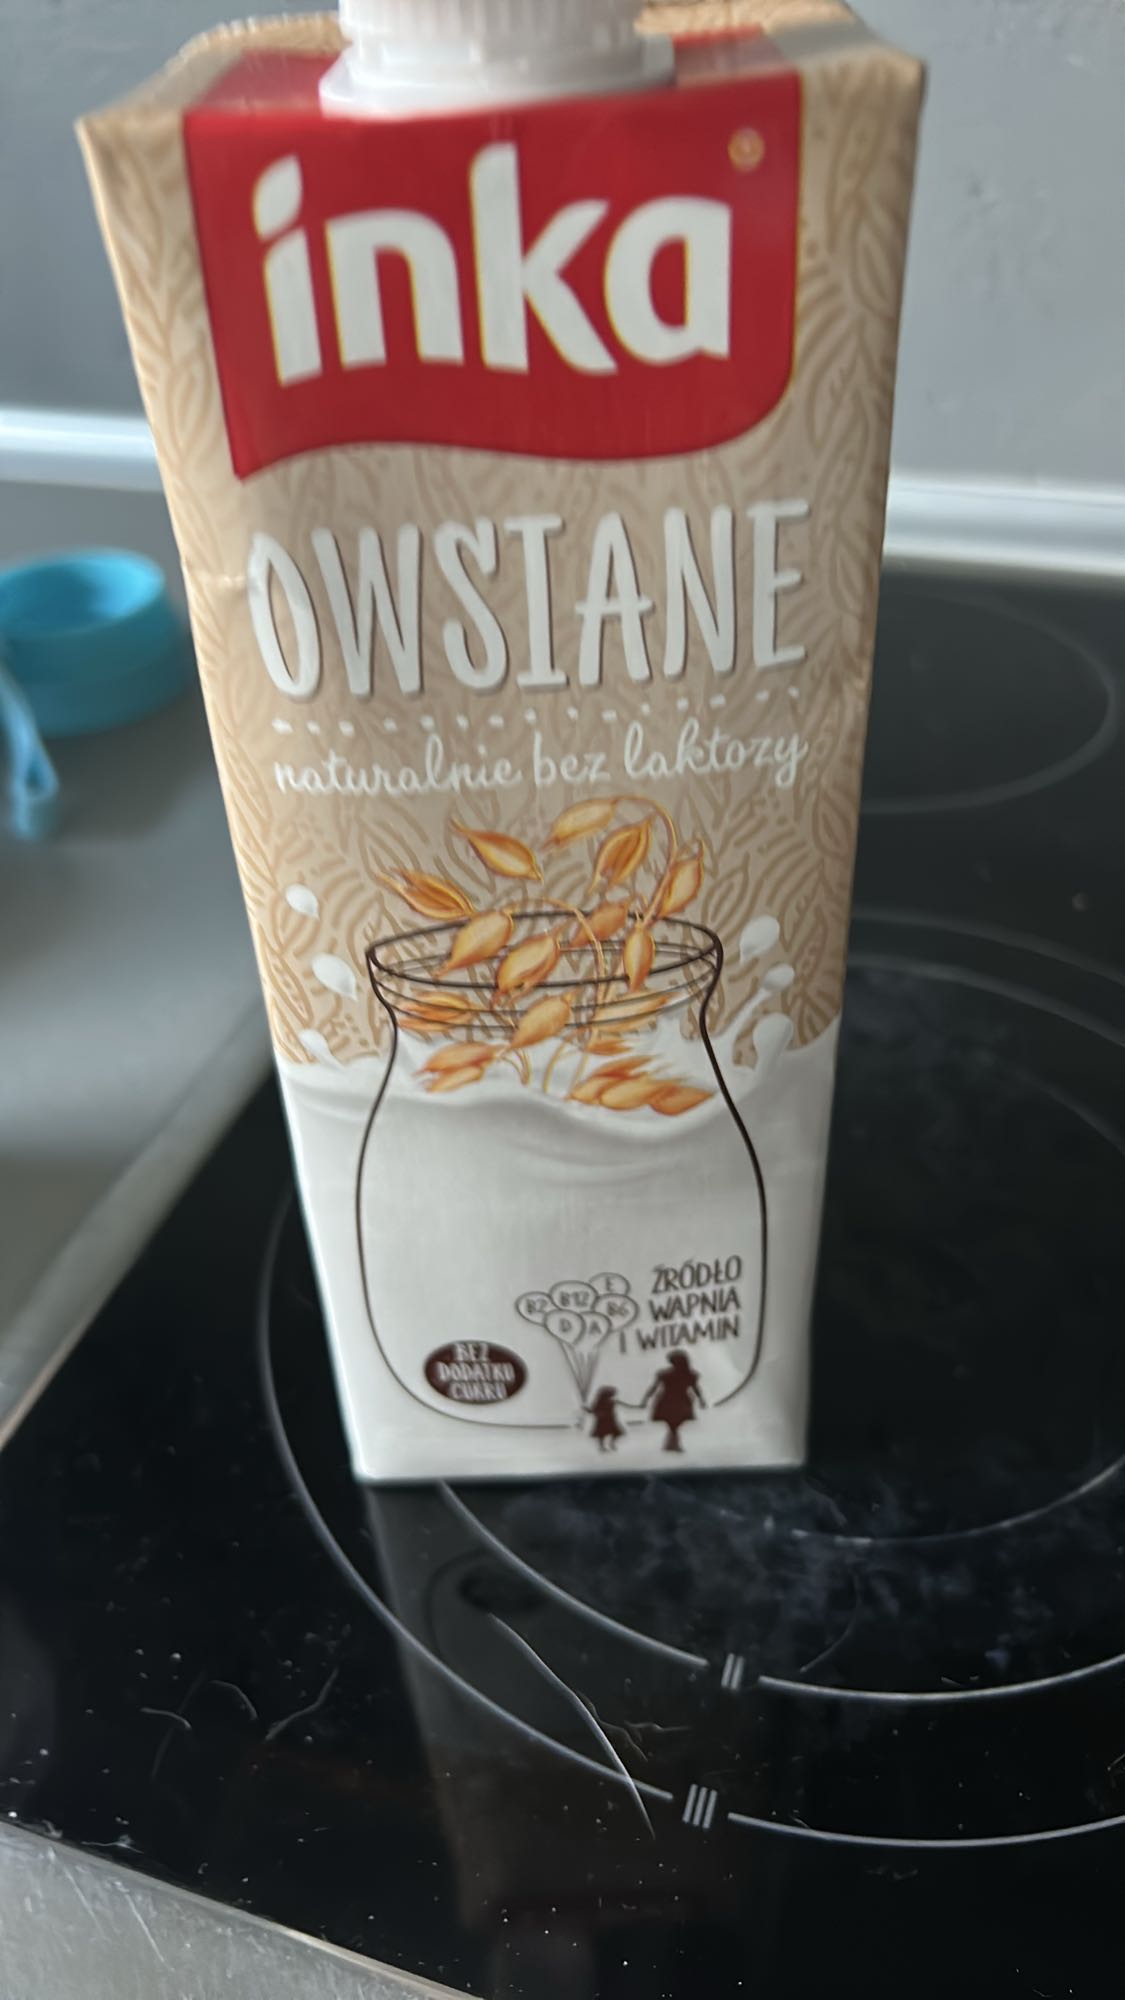 inka
OWSIANE
naturalnie bez laktozy
ŹRÓDŁO
WAPNIA
I WITAMIN
E
B2 B12 B6
D A
BEZ
DODATKU
CUKRU